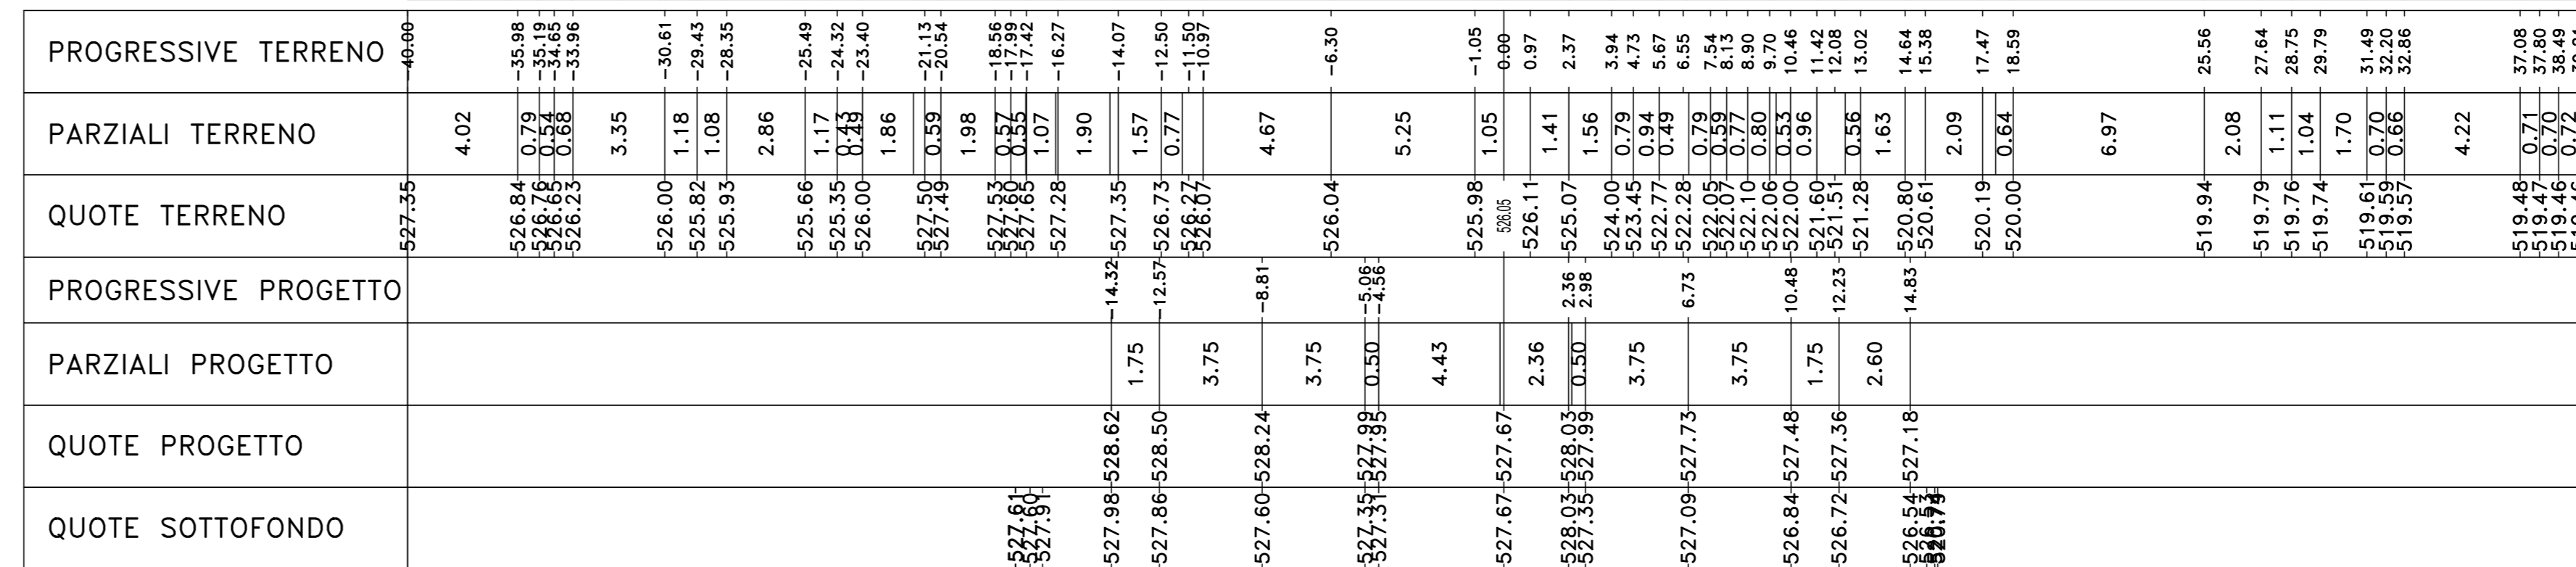 PROGRESSIVE TERRENO -40.00 -35.98 -35.19 -34.65 -33.96 -30.61 -29.43 -28.35 -25.49 -24.32 -23.40 -21.13 -20.54 -18.56 -17.99 -17.42 -16.27 -14.07 -12.50 -11.50 -10.97 -6.30 -1.05 0.00 0.97 2.37 3.94 4.73 5.67 6.55 7.54 8.13 8.90 9.70 10.46 11.42 12.08 13.02 14.64 15.38 17.47 18.59 25.56 27.64 28.75 29.79 31.49 32.20 32.86 37.08 37.80 38.49
PARZIALI TERRENO 4.02 0.79 0.54 0.68 3.35 1.18 1.08 2.86 1.17 0.43 0.49 1.86 0.59 1.98 0.57 0.55 1.07 1.90 1.57 0.77 4.67 5.25 1.05 1.41 1.56 0.79 0.94 0.49 0.79 0.59 0.77 0.80 0.53 0.96 0.56 1.63 2.09 0.64 6.97 2.08 1.11 1.04 1.70 0.70 0.66 4.22 0.71 0.70 0.72
QUOTE TERRENO 527.35 526.84 526.76 526.65 526.23 526.00 525.82 525.93 525.66 525.35 526.00 527.50 527.49 527.53 527.60 527.65 527.28 527.35 526.73 526.27 526.07 526.04 525.98 526.05 526.11 525.07 524.00 523.45 522.77 522.28 522.05 522.07 522.10 522.06 522.00 521.60 521.51 521.28 520.80 520.61 520.19 520.00 519.94 519.79 519.76 519.74 519.61 519.59 519.57 519.48 519.47 519.46
PROGRESSIVE PROGETTO -14.32 -12.57 -8.81 -5.06 -4.56 2.36 2.98 6.73 10.48 12.23 14.83
PARZIALI PROGETTO 1.75 3.75 3.75 0.50 4.43 2.36 0.50 3.75 3.75 1.75 2.60
QUOTE PROGETTO 528.62 528.50 528.24 527.99 527.95 527.67 528.03 527.99 527.73 527.48 527.36 527.18
QUOTE SOTTOFONDO 527.61 527.60 527.91 527.98 527.86 527.60 527.35 527.31 527.67 528.03 527.35 527.09 526.84 526.72 526.54